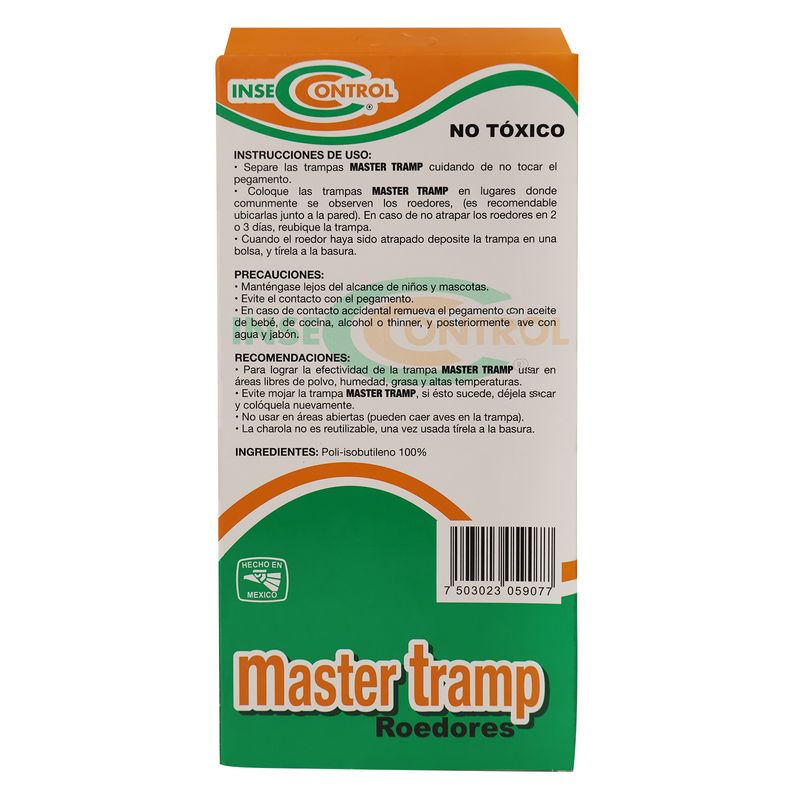 INSECCONTROL®
NO TÓXICO
INSTRUCCIONES DE USO:
• Separe las trampas MASTER TRAMP cuidando de no tocar el
pegamento.
• Coloque las trampas MASTER TRAMP en lugares donde
comunmente se observen los roedores, (es recomendable
ubicarlas junto a la pared). En caso de no atrapar los roedores en 2
o 3 días, reubique la trampa.
• Cuando el roedor haya sido atrapado deposite la trampa en una
bolsa, y tírela a la basura.
PRECAUCIONES:
• Manténgase lejos del alcance de niños y mascotas.
• Evite el contacto con el pegamento.
• En caso de contacto accidental remueva el pegamento con aceite
de bebé, de cocina, alcohol o thinner, y posteriormente ave con
agua y jabón.
INSECCONTROL®
RECOMENDACIONES:
• Para lograr la efectividad de la trampa MASTER TRAMP usar en
áreas libres de polvo, humedad, grasa y altas temperaturas.
• Evite mojar la trampa MASTER TRAMP, si ésto sucede, déjela secar
y colóquela nuevamente.
• No usar en áreas abiertas (pueden caer aves en la trampa).
• La charola no es reutilizable, una vez usada tírela a la basura.
INGREDIENTES: Poli-isobutileno 100%
HECHO EN
MEXICO
7 503023 059077
master tramp
Roedores